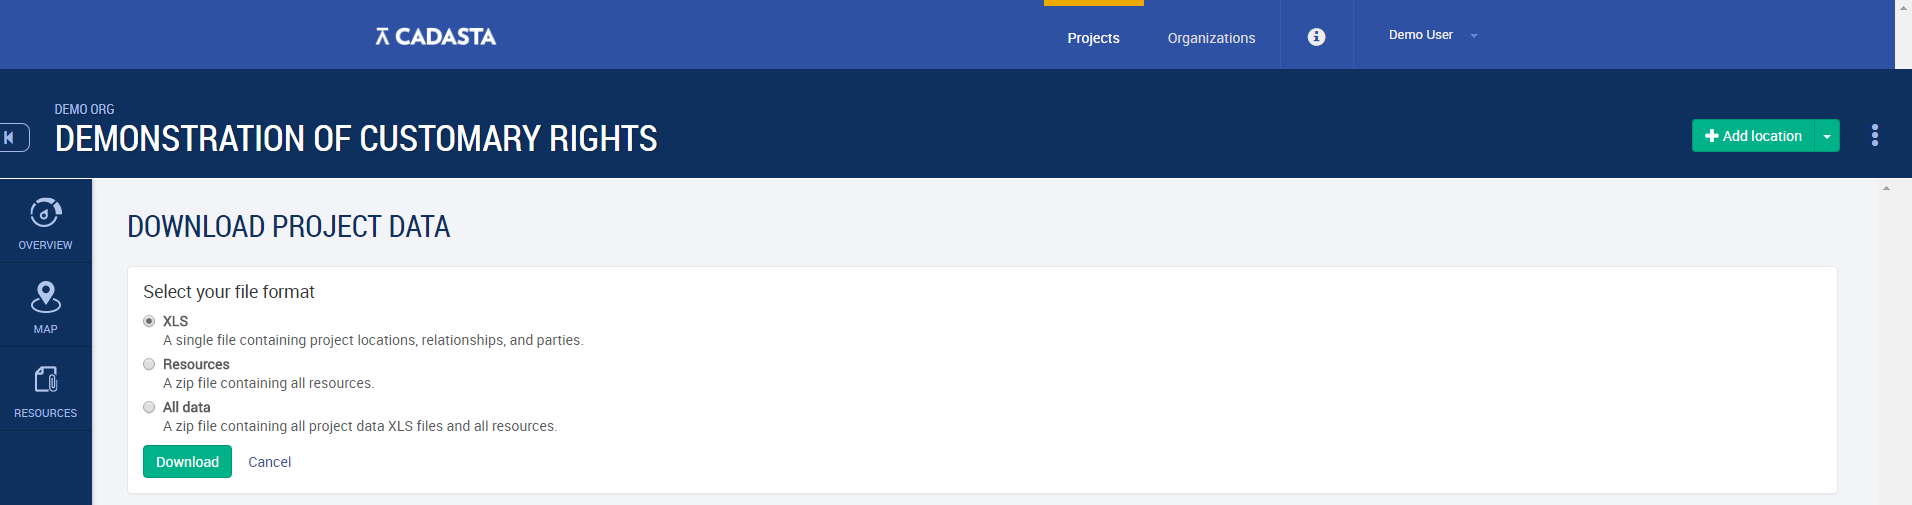 CADASTA
Projects
Organizations
Demo User
DEMO ORG
DEMONSTRATION OF CUSTOMARY RIGHTS
Add location
OVERVIEW
MAP
RESOURCES
DOWNLOAD PROJECT DATA
Select your file format
XLS
A single file containing project locations, relationships, and parties.
Resources
A zip file containing all resources.
All data
A zip file containing all project data XLS files and all resources.
Download
Cancel